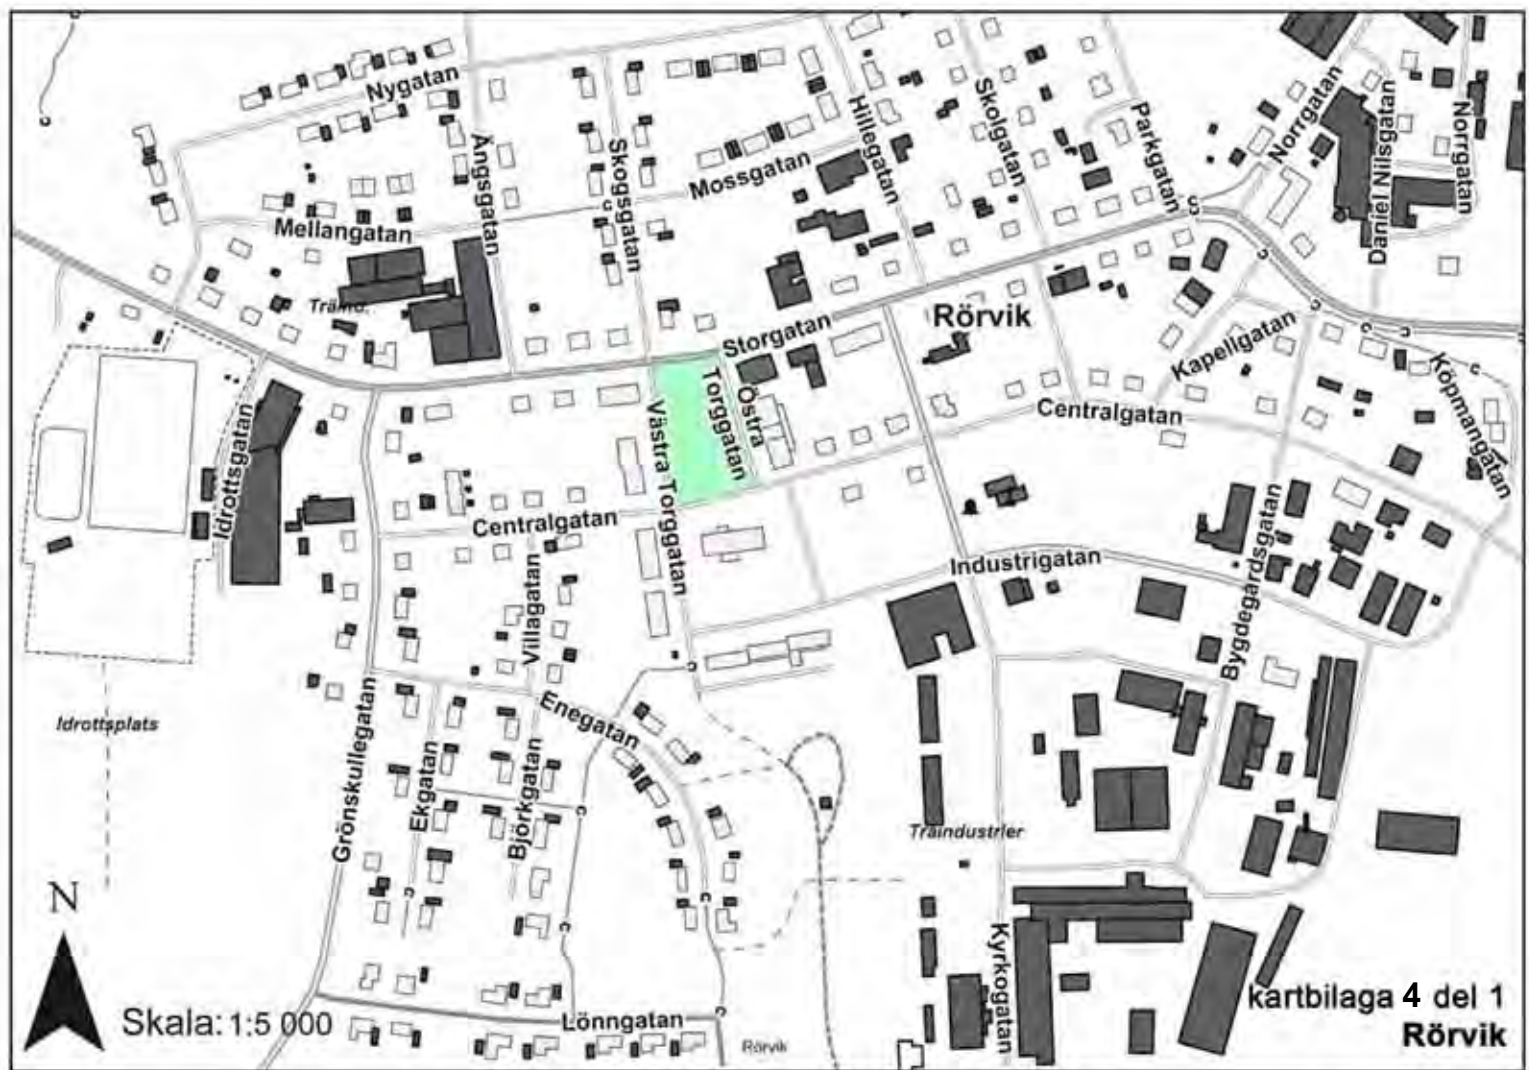 Nygatan
Ängsgatan
Skogsgatan
Mossgatan
Hillegatan
Skolgatan
Parkgatan
Norrgatan
Daniel Nilsgatan
Norrgatan
Mellangatan
Storgatan
Rörvik
Kapellgatan
Köpmangatan
Idrottsgatan
Västra Torggatan
Östra
Torggatan
Centralgatan
Centralgatan
Villagatan
Industrigatan
Bygdegårdsgatan
Enegatan
Idrottsplats
Grönskullegatan
Ekgatan
Björkgatan
Träindustrier
Kyrkogatan
N
Skala: 1:5 000
Lönngatan
Rörvik
kartbilaga 4 del 1
Rörvik